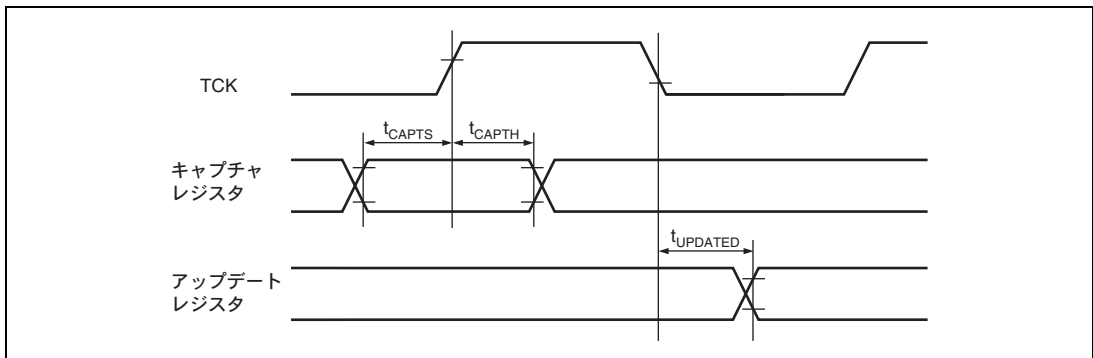 TCK
tCAPTS
tCAPTH
キャプチャ
レジスタ
tUPDATED
アップデート
レジスタ